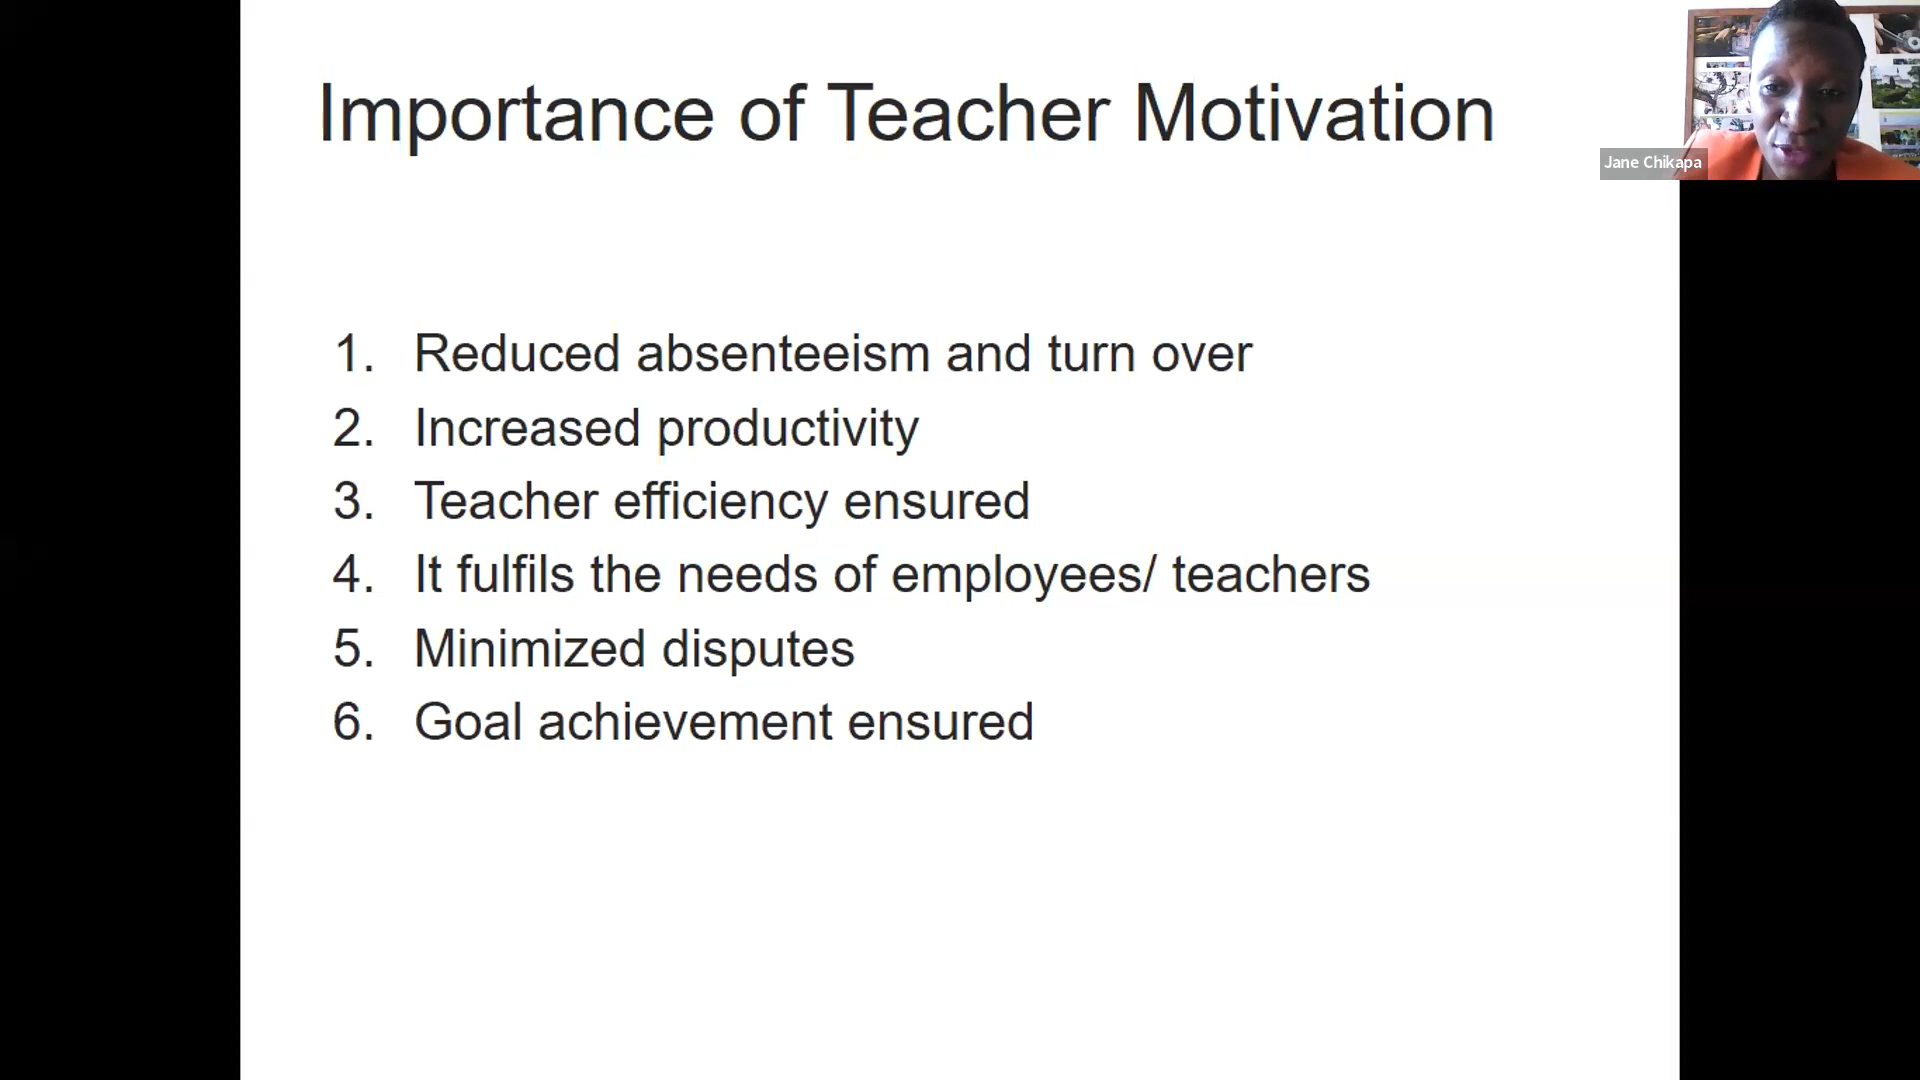 Importance of Teacher Motivation
Jane Chikapa
1. Reduced absenteeism and turn over
2. Increased productivity
3. Teacher efficiency ensured
4. It fulfils the needs of employees/ teachers
5. Minimized disputes
6. Goal achievement ensured